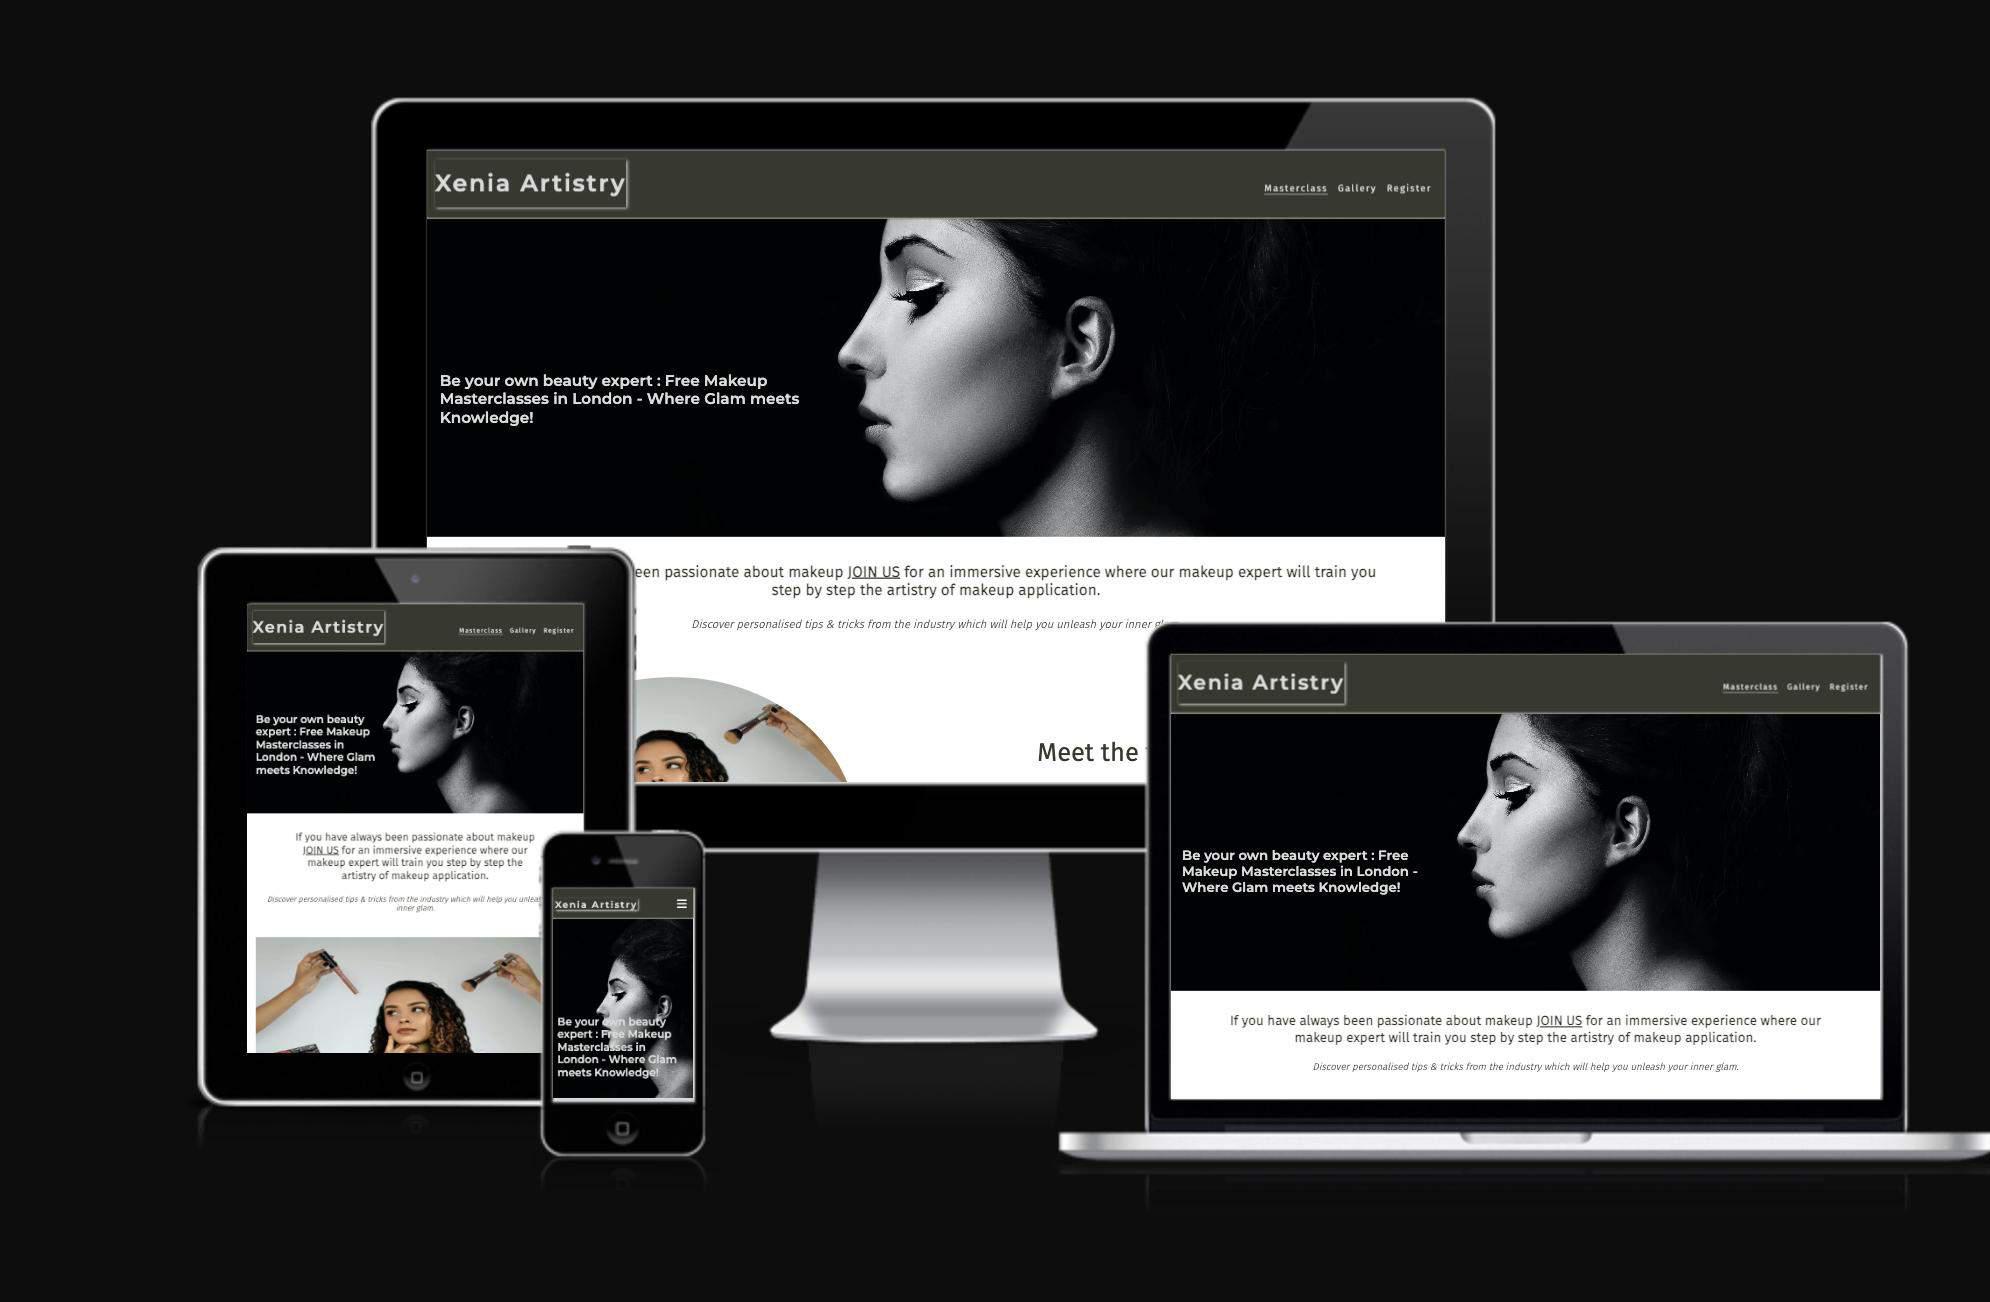 Xenia Artistry
Masterclass Gallery Register
Be your own beauty expert : Free Makeup
Masterclasses in London - Where Glam meets
Knowledge!
passionate about makeup JOIN US for an immersive experience where our makeup expert will train you
step by step the artistry of makeup application.
Discover personalised tips & tricks from the industry which will help you unleash your inner
Meet the
Xenia Artistry
Masterclass Gallery Register
Be your own beauty
expert : Free Makeup
Masterclasses in
London - Where Glam
meets Knowledge!
If you have always been passionate about makeup
JOIN US for an immersive experience where our
makeup expert will train you step by step the
artistry of makeup application.
Discover personalised tips & tricks from the industry which will help you
inner glam.
Xenia Artistry
Be your own beauty
expert : Free Makeup
Masterclasses in
London - Where Glam
meets Knowledge!
Xenia Artistry
Masterclass Gallery Register
Be your own beauty expert : Free
Makeup Masterclasses in London -
Where Glam meets Knowledge!
If you have always been passionate about makeup JOIN US for an immersive experience where our
makeup expert will train you step by step the artistry of makeup application.
Discover personalised tips & tricks from the industry which will help you unleash your inner glam.